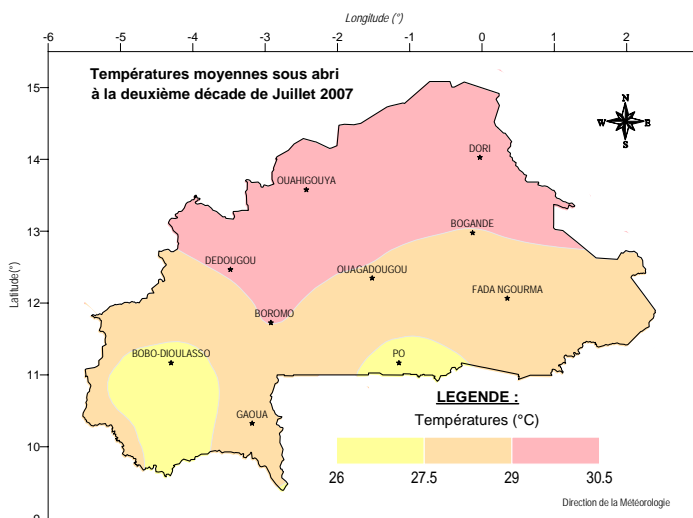 Longitude (°)
-6 -5 -4 -3 -2 -1 0 1 2
Températures moyennes sous abri
à la deuxième décade de Juillet 2007
15
14
13
12
11
10
Latitude(°)
N
W E
S
DORI
OUAHIGOUYA
BOGANDE
DEDOUGOU
OUAGADOUGOU
FADA NGOURMA
BOROMO
BOBO-DIOULASSO
PO
GAOUA
LEGENDE :
Températures (°C)
26 27.5 29 30.5
Direction de la Météorologie